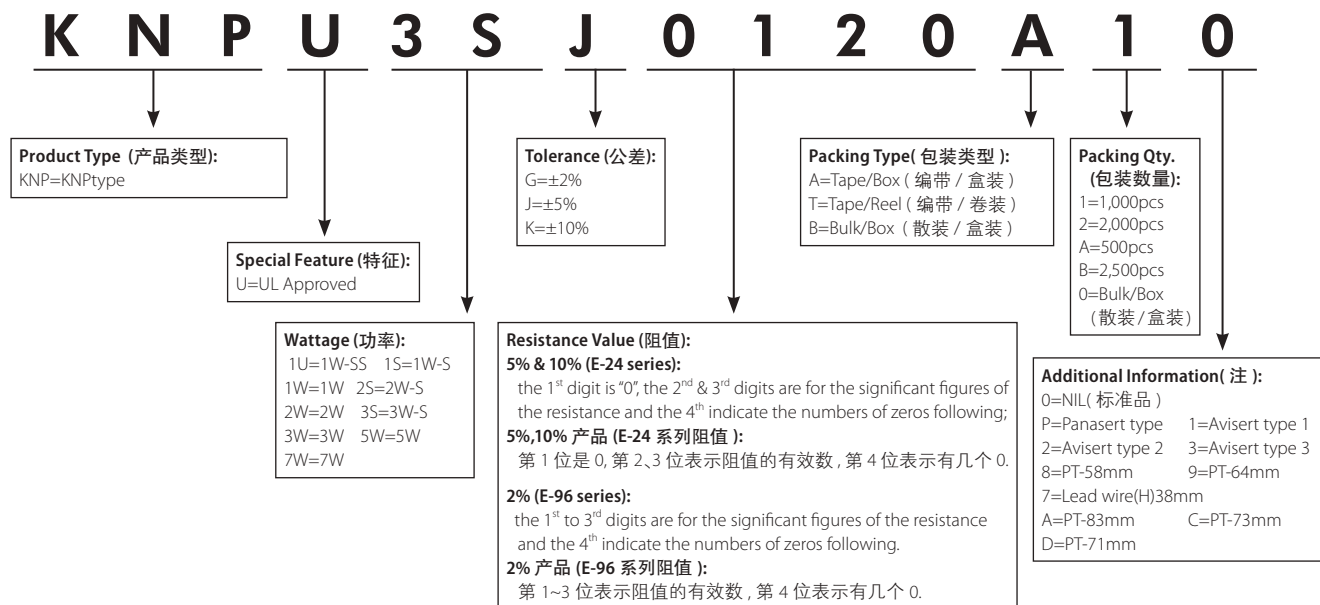 K N P U 3 S J 0 1 2 0 A 1 0
Product Type (产品类型):
KNP=KNPtype
Special Feature (特征):
U=UL Approved
Wattage (功率):
1U=1W-SS 1S=1W-S
1W=1W 2S=2W-S
2W=2W 3S=3W-S
3W=3W 5W=5W
7W=7W
Tolerance (公差):
G=±2%
J=±5%
K=±10%
Resistance Value (阻值):
5% & 10% (E-24 series):
the 1st digit is "0", the 2nd & 3rd digits are for the significant figures of
the resistance and the 4th indicate the numbers of zeros following;
5%,10% 产品 (E-24 系列阻值 ):
第 1 位是 0, 第 2、3 位表示阻值的有效数 , 第 4 位表示有几个 0.
2% (E-96 series):
the 1st to 3rd digits are for the significant figures of the resistance
and the 4th indicate the numbers of zeros following.
2% 产品 (E-96 系列阻值 ):
第 1~3 位表示阻值的有效数 , 第 4 位表示有几个 0.
Packing Type( 包装类型 ):
A=Tape/Box ( 编带 / 盒装 )
T=Tape/Reel ( 编带 / 卷装 )
B=Bulk/Box ( 散装 / 盒装 )
Packing Qty.
(包装数量):
1=1,000pcs
2=2,000pcs
A=500pcs
B=2,500pcs
0=Bulk/Box
(散装/盒装)
Additional Information( 注 ):
0=NIL( 标准品 )
P=Panasert type 1=Avisert type 1
2=Avisert type 2 3=Avisert type 3
8=PT-58mm 9=PT-64mm
7=Lead wire(H)38mm
A=PT-83mm C=PT-73mm
D=PT-71mm